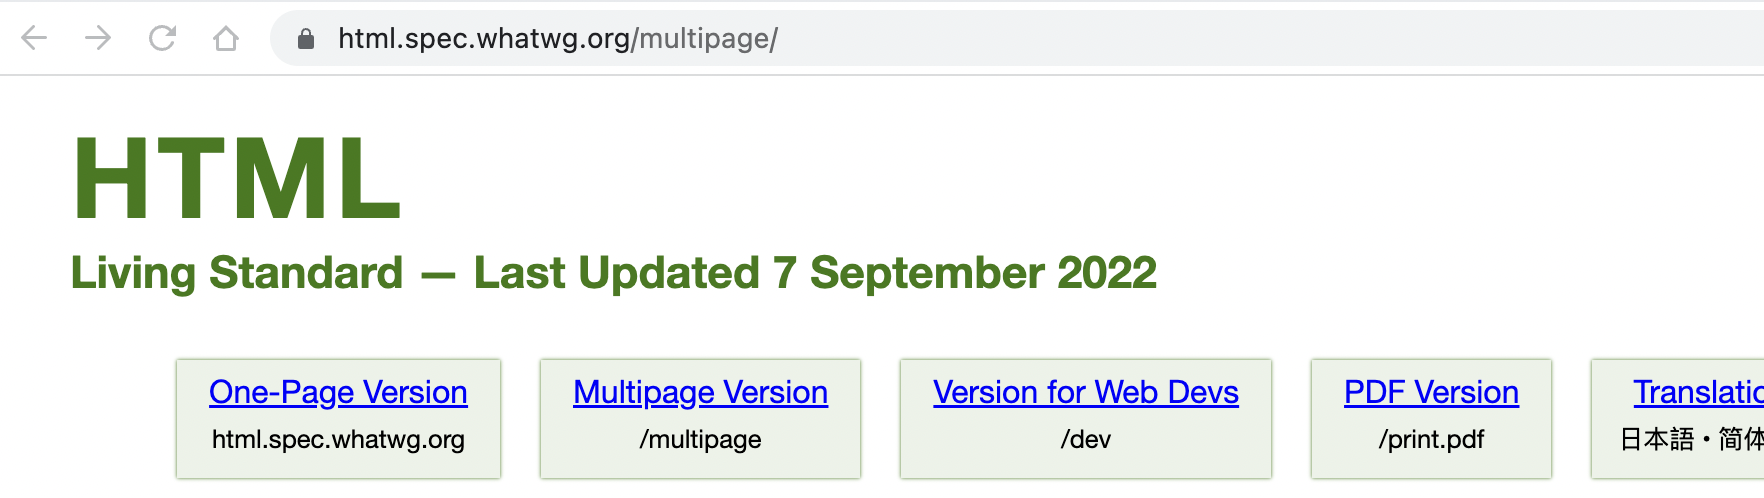 html.spec.whatwg.org/multipage/
HTML
Living Standard — Last Updated 7 September 2022
One-Page Version
html.spec.whatwg.org
Multipage Version
/multipage
Version for Web Devs
/dev
PDF Version
/print.pdf
Translatio
日本語・简体